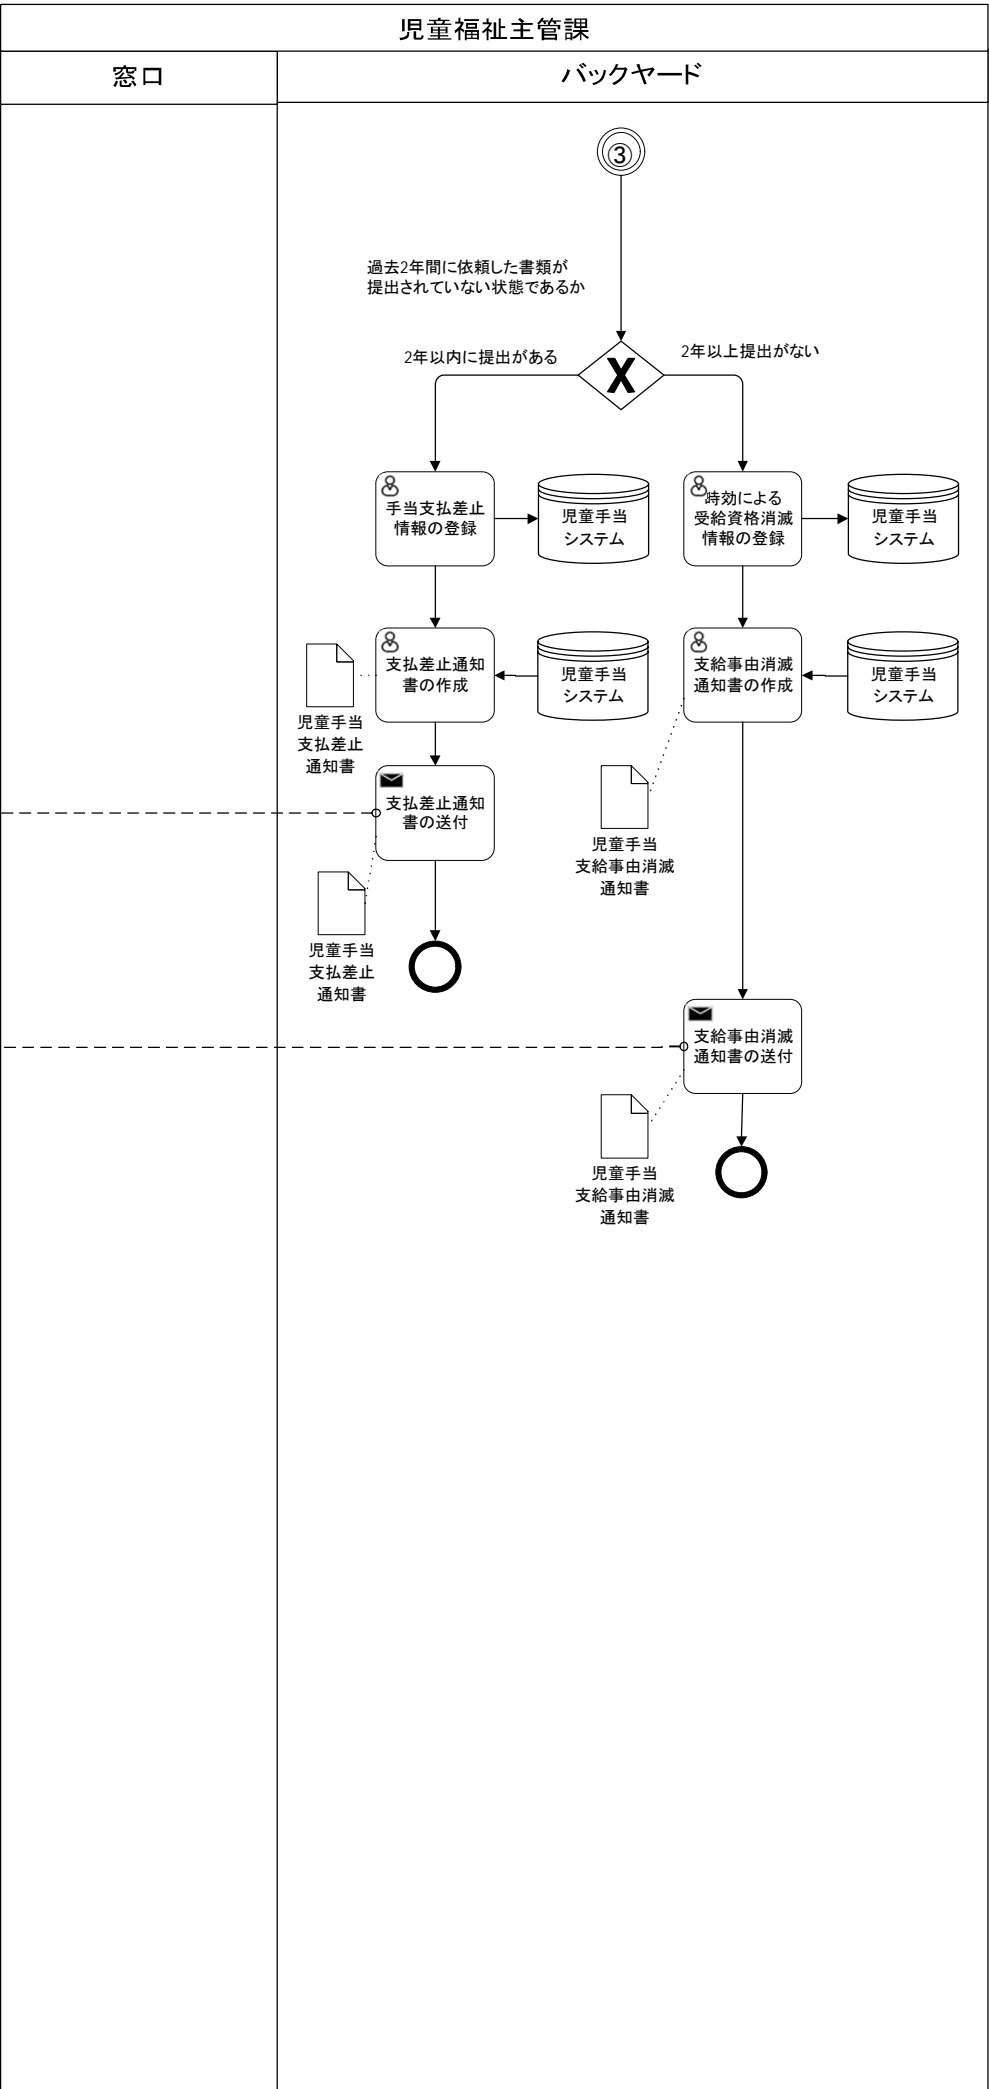 児童福祉主管課
窓口
バックヤード
③
過去2年間に依頼した書類が
提出されていない状態であるか
2年以内に提出がある
2年以上提出がない
X
手当支払差止
情報の登録
児童手当
システム
時効による
受給資格消滅
情報の登録
児童手当
システム
支払差止通知
書の作成
児童手当
システム
支給事由消滅
通知書の作成
児童手当
システム
児童手当
支払差止
通知書
支払差止通知
書の送付
児童手当
支給事由消滅
通知書
児童手当
支払差止
通知書
支給事由消滅
通知書の送付
児童手当
支給事由消滅
通知書